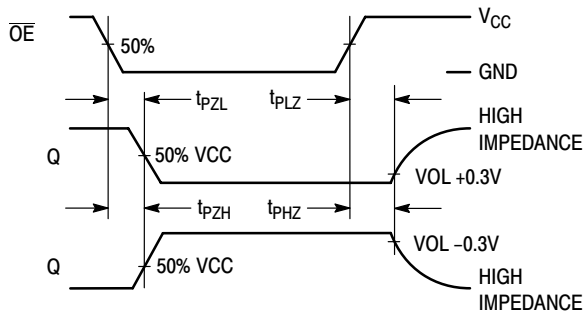 OE
50%
VCC
GND
tPZL
tPLZ
HIGH
IMPEDANCE
Q
50% VCC
VOL +0.3V
tPZH
tPHZ
VOL −0.3V
Q
50% VCC
HIGH
IMPEDANCE